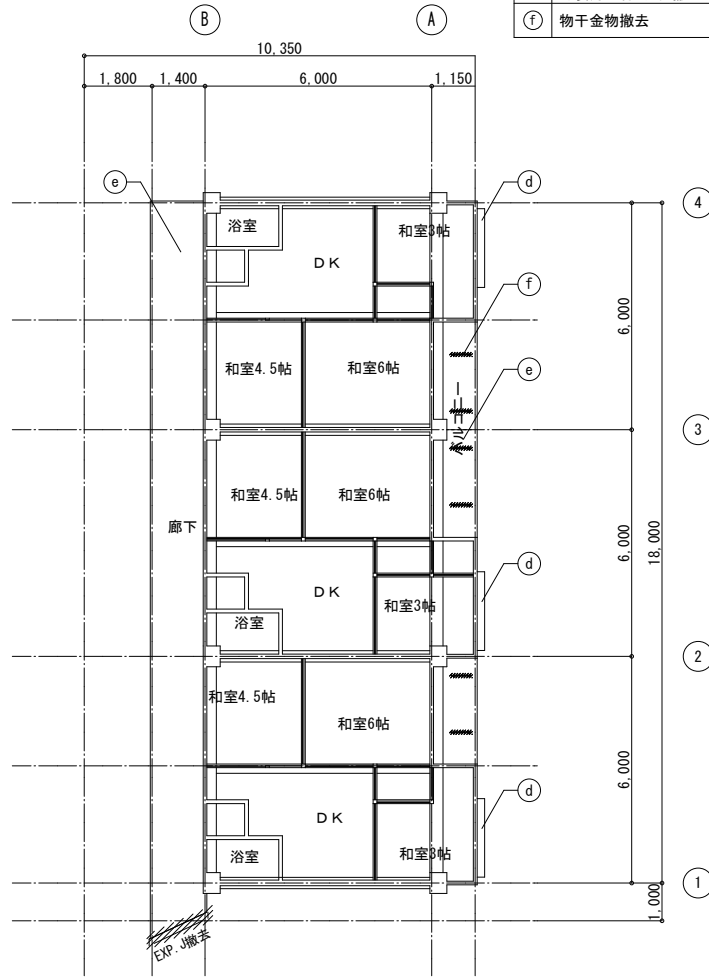 B
A
ⓕ 物干金物撤去
10,350
1,800
1,400
6,000
1,150
e
d
4
浴室
和室3帖
DK
f
6,000
和室4.5帖
和室6帖
e
バルコニー
3
和室4.5帖
和室6帖
廊下
6,000
18,000
DK
d
和室3帖
浴室
2
和室4.5帖
和室6帖
6,000
d
DK
浴室
和室3帖
1
1,000
EXP.J撤去